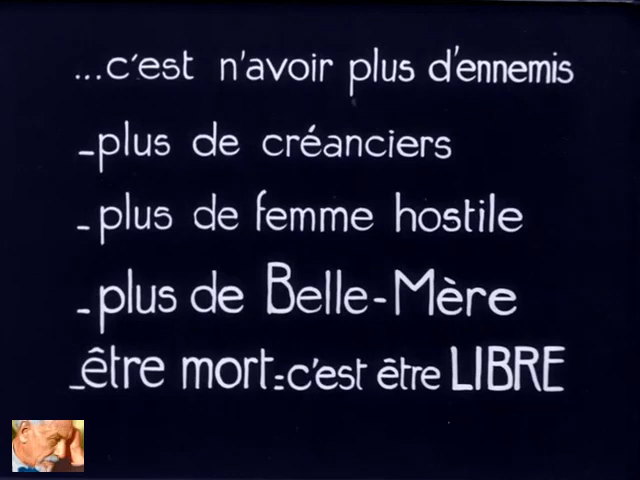 ...c'est n'avoir plus d'ennemis
-plus de créanciers
-plus de femme hostile
-plus de Belle-Mère
-être mort-c'est être LIBRE